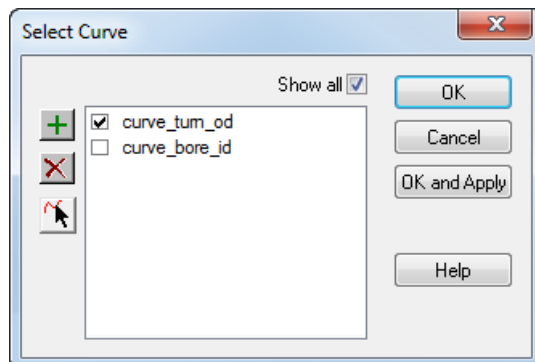 Select Curve
Show all
OK
curve_turn_od
curve_bore_id
Cancel
OK and Apply
Help